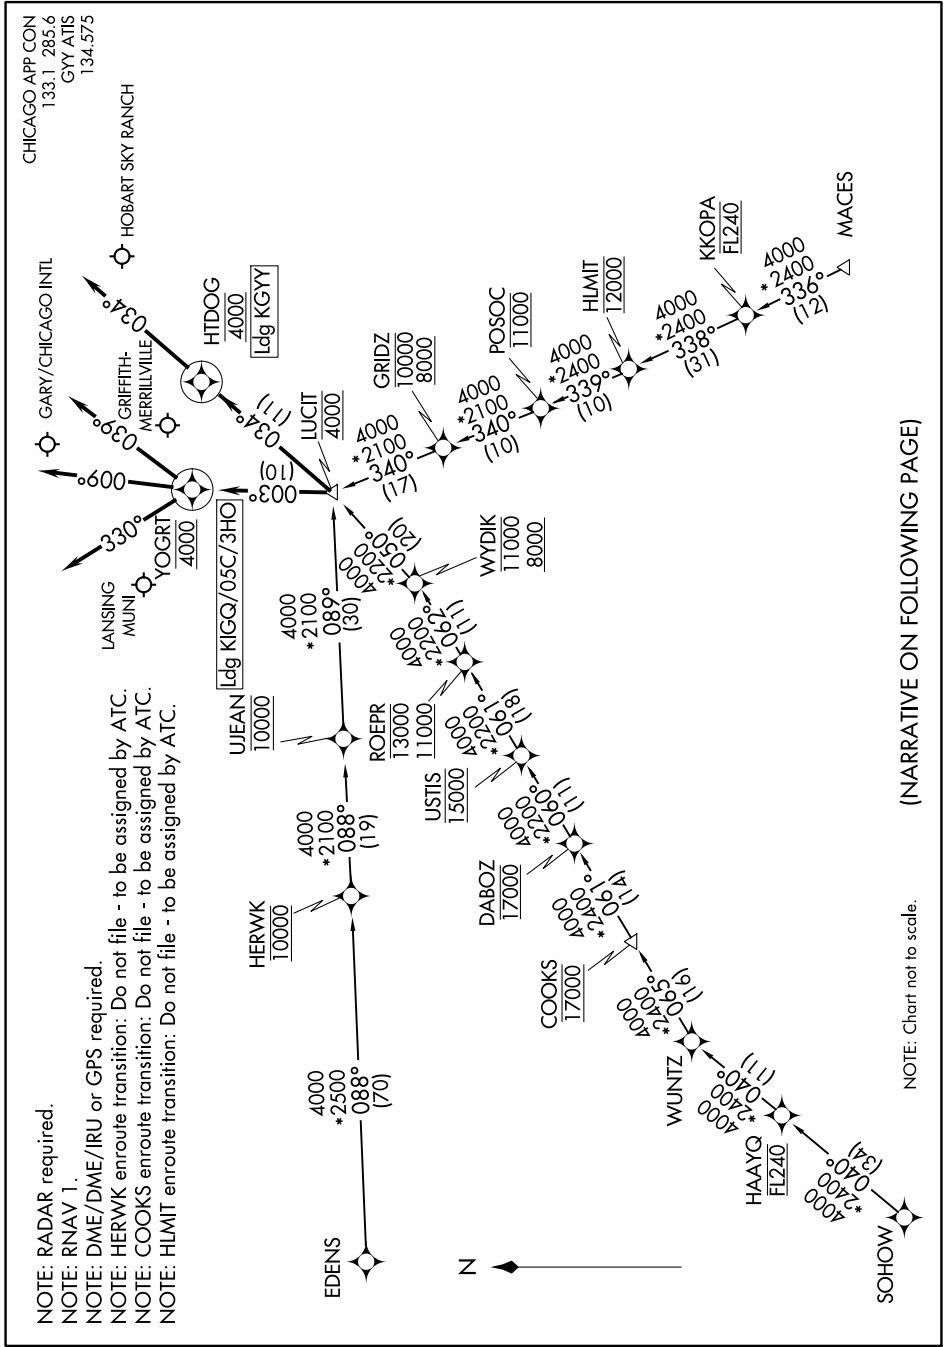 CHICAGO APP CON
133.1 285.6
GYY ATIS
134.575
NOTE: RADAR required.
NOTE: RNAV 1.
NOTE: DME/DME/IRU or GPS required.
NOTE: HERWK enroute transition: Do not file - to be assigned by ATC.
NOTE: COOKS enroute transition: Do not file - to be assigned by ATC.
NOTE: HLMIT enroute transition: Do not file - to be assigned by ATC.
GARY/CHICAGO INTL
HOBART SKY RANCH
GRIFFITH-
MERRILLVILLE
LANSING
MUNI
330°
009°
039°
034°
YOGRT
4000
Ldg KIGQ/05C/3HO
HTDOG
4000
Ldg KGYY
003°
(10)
034°
(11)
LUCIT
4000
EDENS
4000
*2500
088°
(70)
HERWK
10000
4000
*2100
088°
(19)
UJEAN
10000
4000
*2100
089°
(30)
SOHOW
4000
*2400
040°
(34)
HAAYQ
FL240
4000
*2400
040°
(11)
WUNTZ
4000
*2400
065°
(16)
COOKS
17000
4000
*2400
061°
(14)
DABOZ
17000
4000
*2200
060°
(11)
USTIS
15000
4000
*2200
061°
(18)
ROEPR
13000
11000
4000
*2200
062°
(11)
WYDIK
11000
8000
4000
*2200
050°
(20)
MACES
4000
*2400
336°
(12)
KKOPA
FL240
4000
*2400
338°
(31)
HLMIT
12000
4000
*2400
339°
(10)
POSOC
11000
4000
*2100
340°
(10)
GRIDZ
10000
8000
4000
*2100
340°
(17)
N
NOTE: Chart not to scale.
(NARRATIVE ON FOLLOWING PAGE)